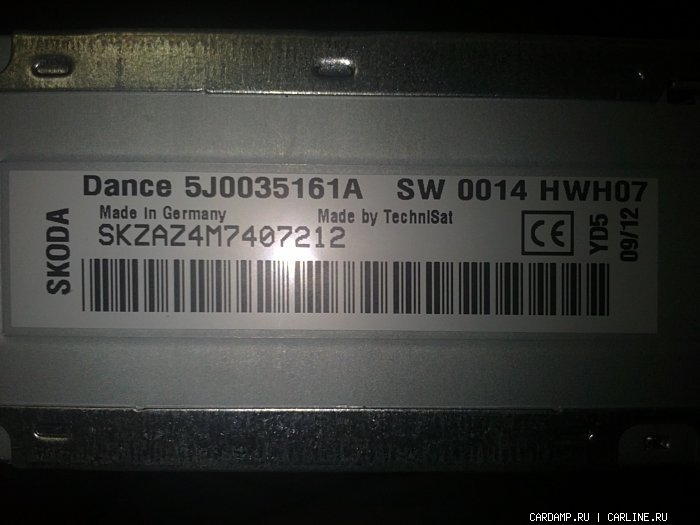 SKODA
Dance 5J0035161A SW 0014 HWH07
Made in Germany Made by TechniSat
SKZAZ4M7407212
CE
YD5
09/12
CARDAMP.RU | CARLINE.RU